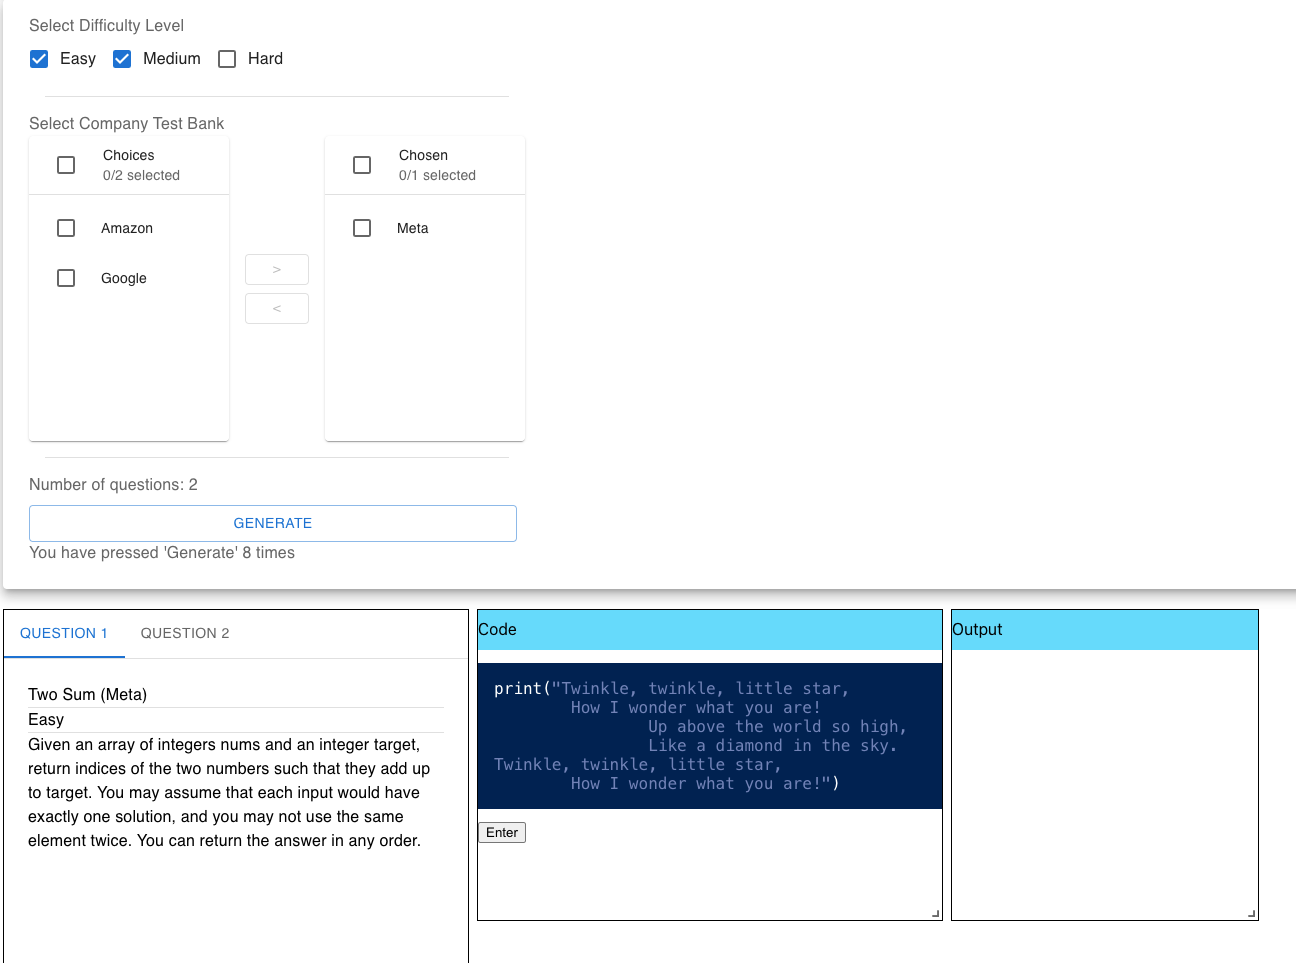 Select Difficulty Level
Easy Medium Hard
Select Company Test Bank
Choices
0/2 selected
Amazon
Google
>
<
Chosen
0/1 selected
Meta
Number of questions: 2
GENERATE
You have pressed 'Generate' 8 times
QUESTION 1 QUESTION 2
Two Sum (Meta)
Easy
Given an array of integers nums and an integer target,
return indices of the two numbers such that they add up
to target. You may assume that each input would have
exactly one solution, and you may not use the same
element twice. You can return the answer in any order.
Code
print("Twinkle, twinkle, little star,
How I wonder what you are!
Up above the world so high,
Like a diamond in the sky.
Twinkle, twinkle, little star,
How I wonder what you are!")
Enter
Output